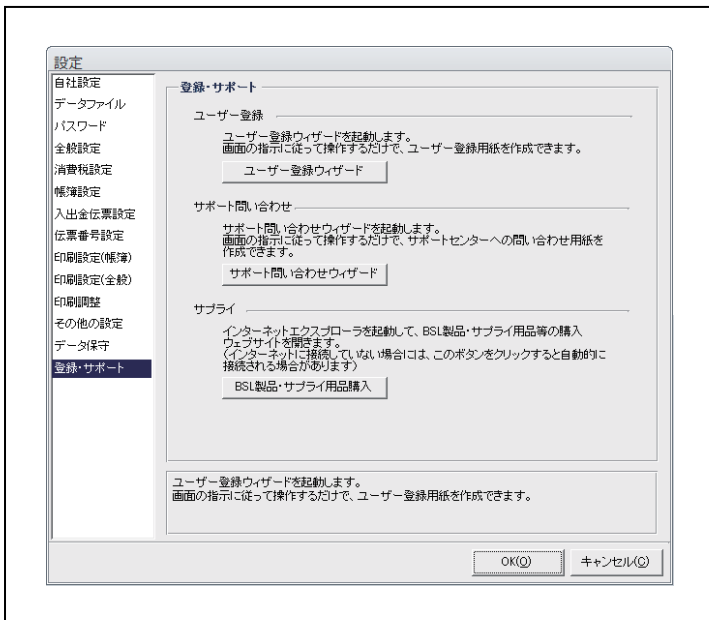 設定
自社設定
データファイル
パスワード
全般設定
消費税設定
帳簿設定
入出金伝票設定
伝票番号設定
印刷設定(帳簿)
印刷設定(全般)
印刷調整
その他の設定
データ保守
登録・サポート
登録・サポート
ユーザー登録
ユーザー登録ウィザードを起動します。
画面の指示に従って操作するだけで、ユーザー登録用紙を作成できます。
ユーザー登録ウィザード
サポート問い合わせ
サポート問い合わせウィザードを起動します。
画面の指示に従って操作するだけで、サポートセンターへの問い合わせ用紙を
作成できます。
サポート問い合わせウィザード
サプライ
インターネットエクスプローラを起動して、BSL製品・サプライ用品等の購入
ウェブサイトを開きます。
(インターネットに接続していない場合には、このボタンをクリックすると自動的に
接続される場合があります)
BSL製品・サプライ用品購入
ユーザー登録ウィザードを起動します。
画面の指示に従って操作するだけで、ユーザー登録用紙を作成できます。
OK(O)
キャンセル(C)